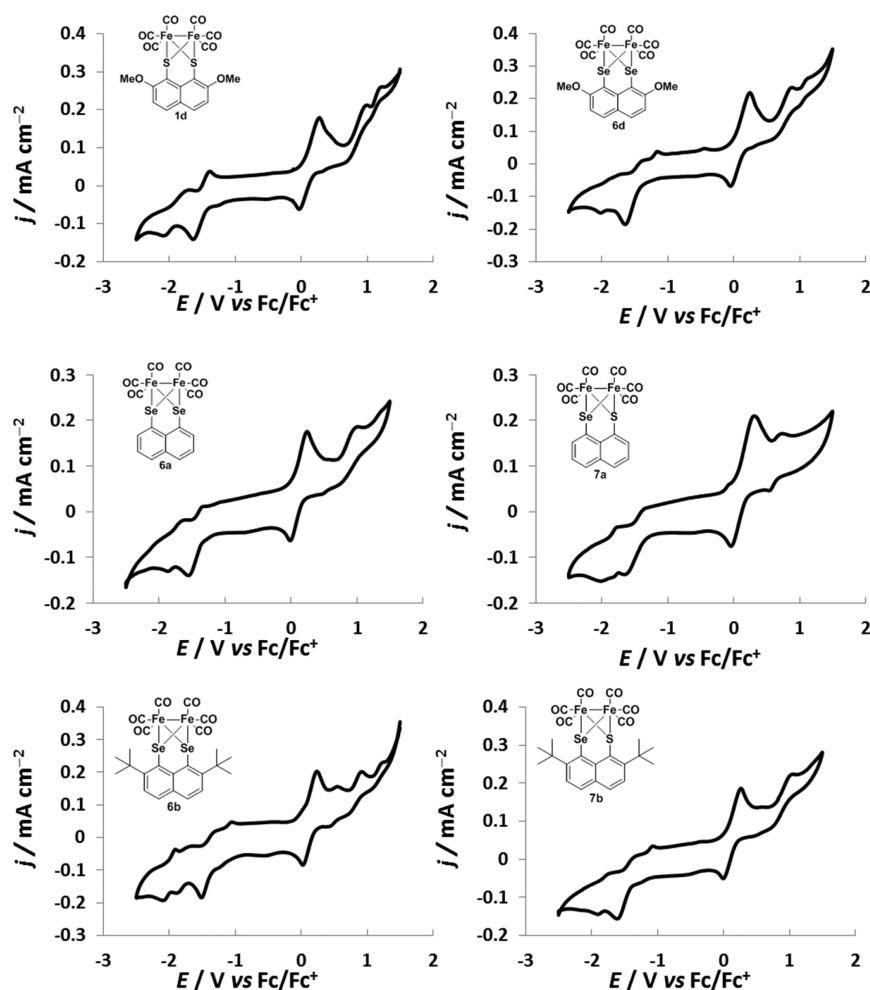 CO CO
OC Fe Fe CO
OC CO
S S
MeO OMe
1d
0.4
0.3
0.2
0.1
0
-0.1
-0.2
-3 -2 -1 0 1 2
j / mA cm⁻²
E / V vs Fc/Fc⁺
CO CO
OC Fe Fe CO
OC CO
Se Se
MeO OMe
6d
0.4
0.3
0.2
0.1
0
-0.1
-0.2
-0.3
-3 -2 -1 0 1 2
j / mA cm⁻²
E / V vs Fc/Fc⁺
CO CO
OC Fe Fe CO
OC CO
Se Se
6a
0.3
0.2
0.1
0
-0.1
-0.2
-3 -2 -1 0 1 2
j / mA cm⁻²
E / V vs Fc/Fc⁺
CO CO
OC Fe Fe CO
OC CO
Se S
7a
0.3
0.2
0.1
0
-0.1
-0.2
-3 -2 -1 0 1 2
j / mA cm⁻²
E / V vs Fc/Fc⁺
CO CO
OC Fe Fe CO
OC CO
Se Se
6b
0.4
0.3
0.2
0.1
0
-0.1
-0.2
-0.3
-3 -2 -1 0 1 2
j / mA cm⁻²
E / V vs Fc/Fc⁺
CO CO
OC Fe Fe CO
OC CO
Se S
7b
0.4
0.3
0.2
0.1
0
-0.1
-0.2
-3 -2 -1 0 1 2
j / mA cm⁻²
E / V vs Fc/Fc⁺